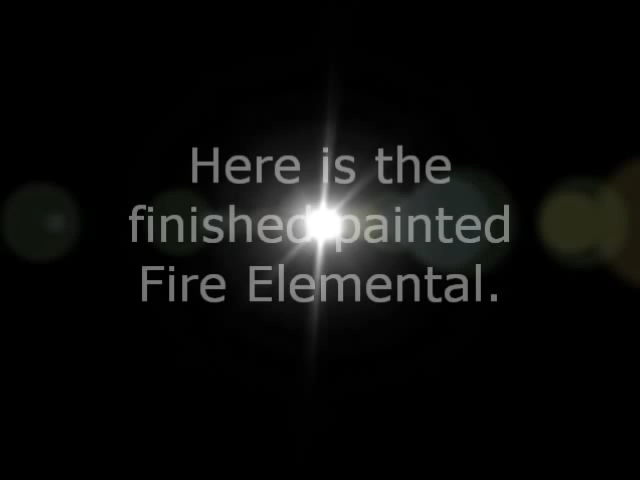 Here is the
finished painted
Fire Elemental.